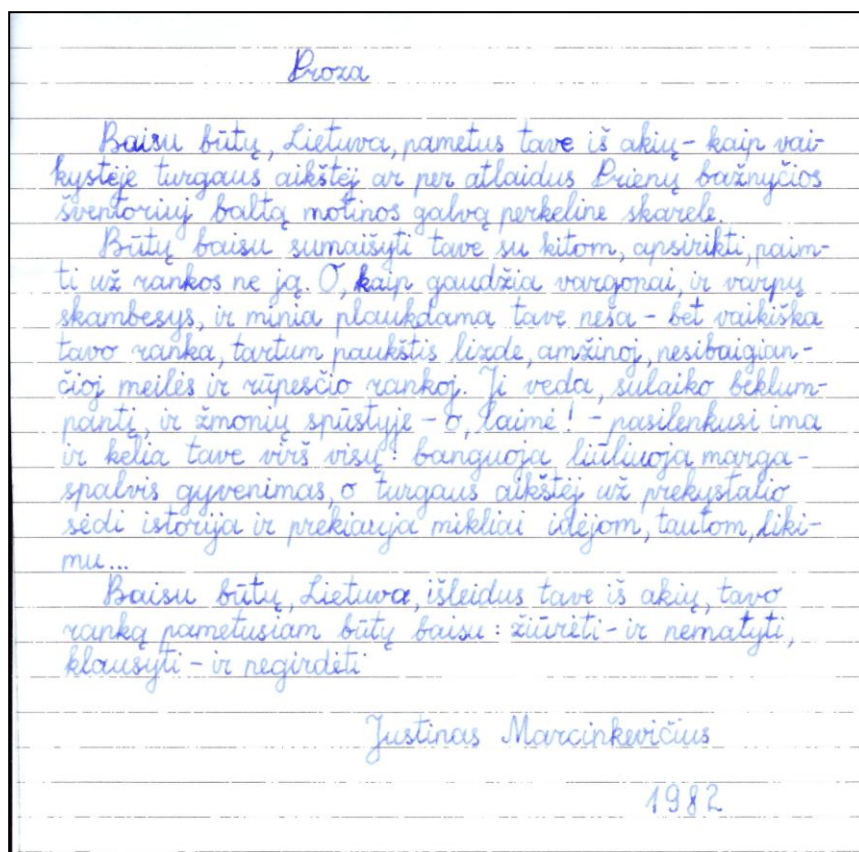 Proza
Baisu būtų, Lietuva, pametus tave iš akių - kaip vai-
kystėje turgaus aikštėj ar per atlaidus Prienų bažnyčios
šventoriuj baltą motinos galvą perkeline skarele.
Būtų baisu sumaišyti tave su kitom, apsirikti, paim-
ti už rankos ne ją. O, kaip gaudžia vargonai, ir varpų
skambesys, ir minia plaukdama tave neša - bet vaikiška
tavo ranka, tartum paukštis lizde, amžinoj, nesibaigian-
čioj meilės ir rūpesčio rankoj. Ji veda, sulaiko beklum-
pantį, ir žmonių spūstyje - o, laimė! - pasilenkusi ima
ir kelia tave virš visų: banguoja liūliuoja marga-
spalvis gyvenimas, o turgaus aikštėj už prekystalio
sėdi istorija ir prekiauja mikliai idėjom, tautom, liki-
mu...
Baisu būtų, Lietuva, išleidus tave iš akių, tavo
ranką pametusiam būtų baisu: žiūrėti - ir nematyti,
klausyti - ir negirdėti
Justinas Marcinkevičius
1982